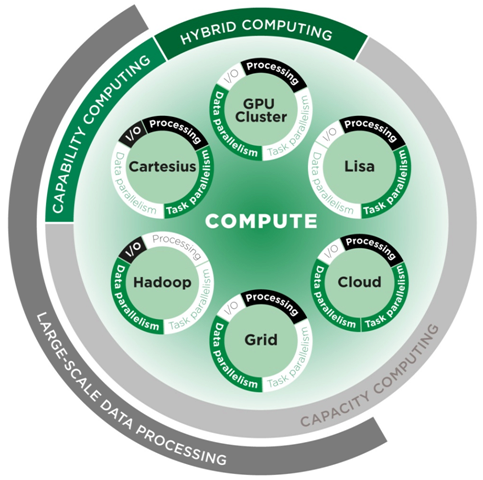 HYBRID COMPUTING
CAPABILITY COMPUTING
LARGE-SCALE DATA PROCESSING
CAPACITY COMPUTING
COMPUTE
I/O
Processing
Data parallelism
Task parallelism
GPU
Cluster
I/O
Processing
Data parallelism
Task parallelism
Cartesius
I/O
Processing
Data parallelism
Task parallelism
Lisa
I/O
Processing
Data parallelism
Task parallelism
Hadoop
I/O
Processing
Data parallelism
Task parallelism
Cloud
I/O
Processing
Data parallelism
Task parallelism
Grid